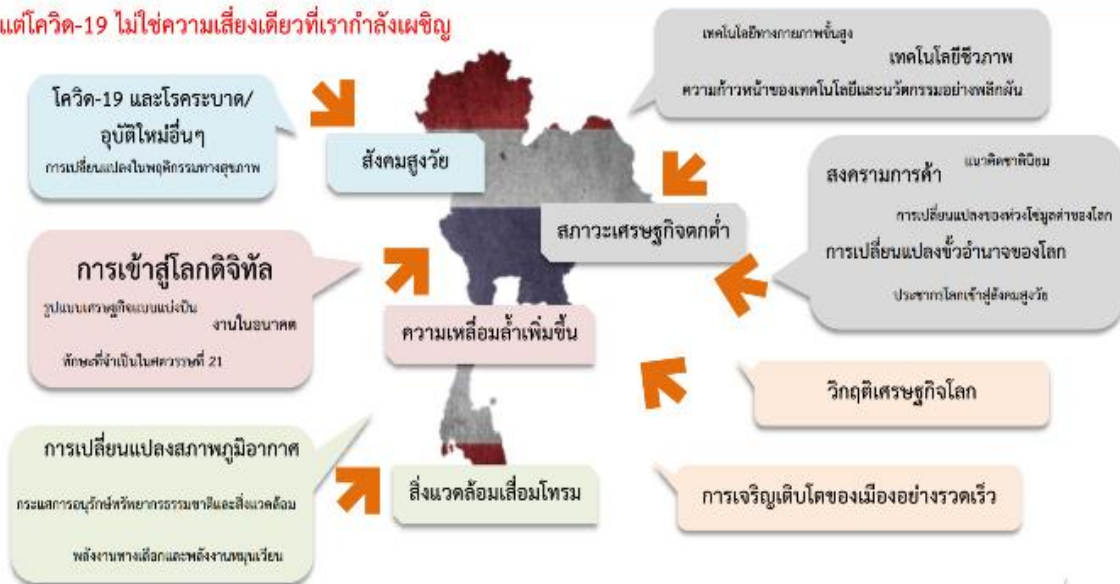 แต่โควิด-19 ไม่ใช่ความเสี่ยงเดียวที่เรากำลังเผชิญ
โควิด-19 และโรคระบาด/
อุบัติใหม่อื่นๆ
การเปลี่ยนแปลงในพฤติกรรมทางสุขภาพ
สังคมสูงวัย
เทคโนโลยีทางกายภาพขั้นสูง
เทคโนโลยีชีวภาพ
ความก้าวหน้าของเทคโนโลยีและนวัตกรรมอย่างพลิกผัน
สภาวะเศรษฐกิจตกต่ำ
แนวคิดชาตินิยม
สงครามการค้า
การเปลี่ยนแปลงของห่วงโซ่มูลค่าของโลก
การเปลี่ยนแปลงขั้วอำนาจของโลก
ประชากรโลกเข้าสู่สังคมสูงวัย
การเข้าสู่โลกดิจิทัล
รูปแบบเศรษฐกิจแบบแบ่งปัน
งานในอนาคต
ทักษะที่จำเป็นในศตวรรษที่ 21
ความเหลื่อมล้ำเพิ่มขึ้น
วิกฤติเศรษฐกิจโลก
การเปลี่ยนแปลงสภาพภูมิอากาศ
กระแสการอนุรักษ์ทรัพยากรธรรมชาติและสิ่งแวดล้อม
พลังงานทางเลือกและพลังงานหมุนเวียน
สิ่งแวดล้อมเสื่อมโทรม
การเจริญเติบโตของเมืองอย่างรวดเร็ว